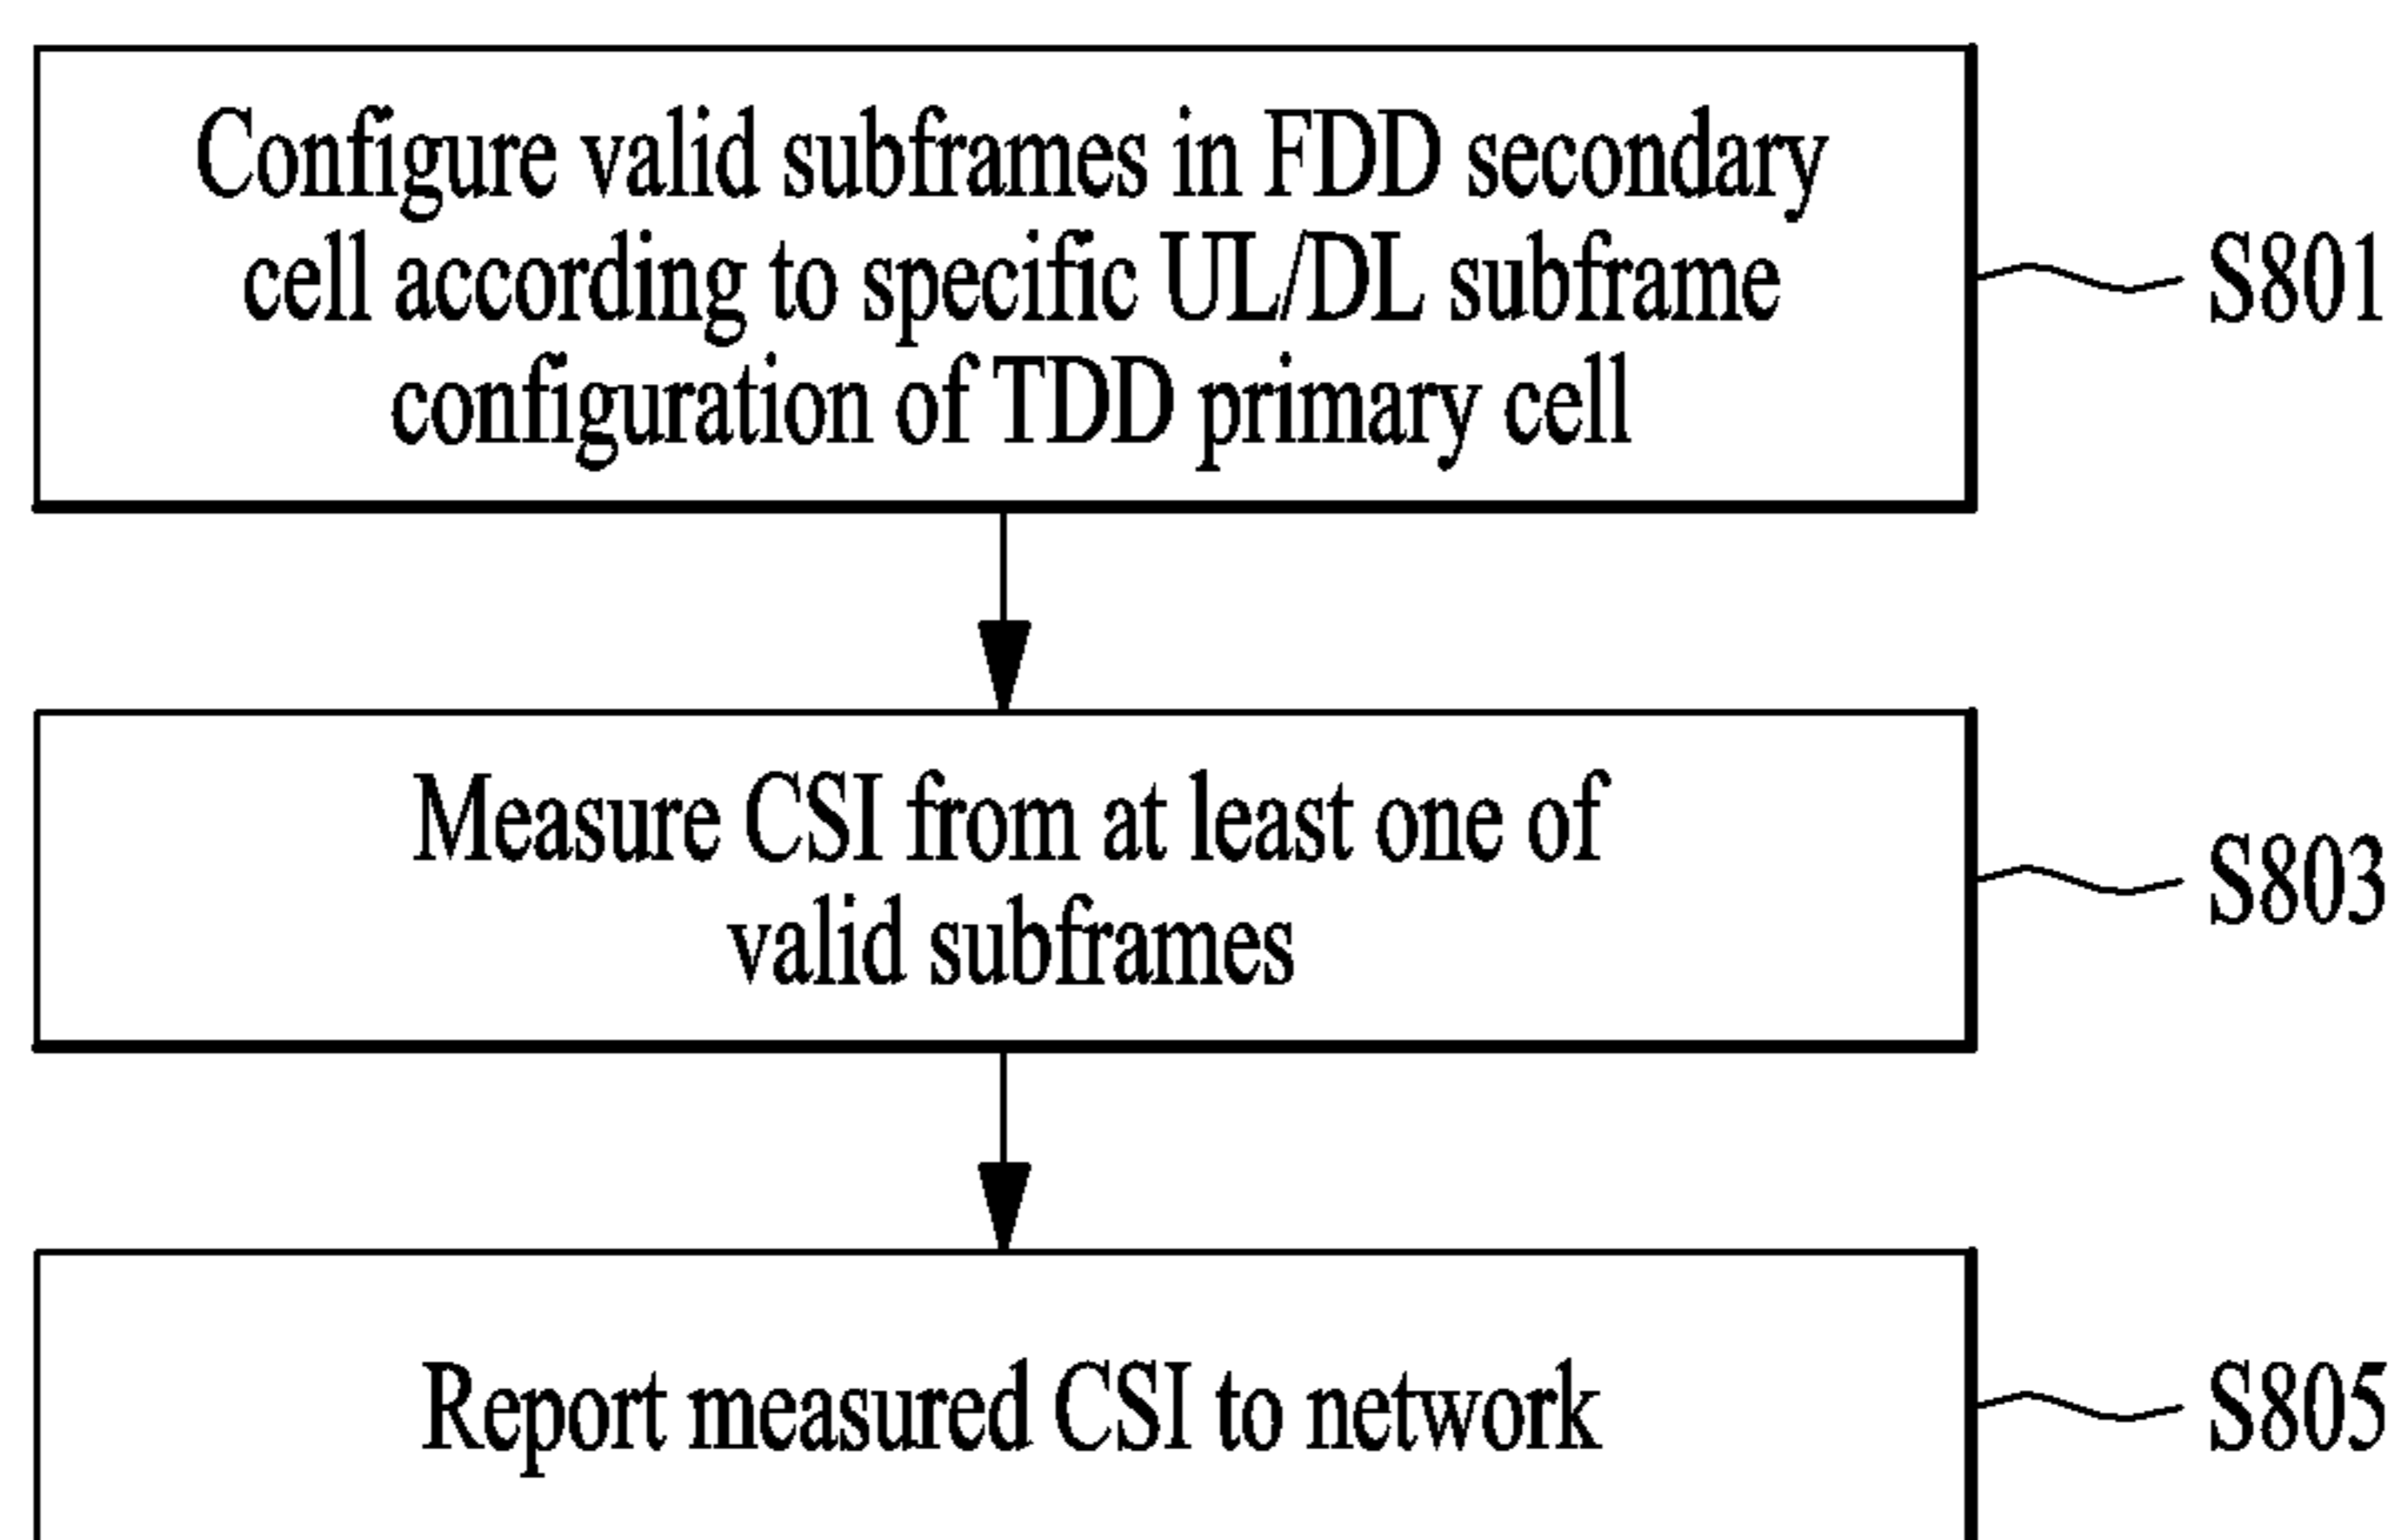 Configure valid subframes in FDD secondary
cell according to specific UL/DL subframe
configuration of TDD primary cell
S801
Measure CSI from at least one of
valid subframes
S803
Report measured CSI to network
S805